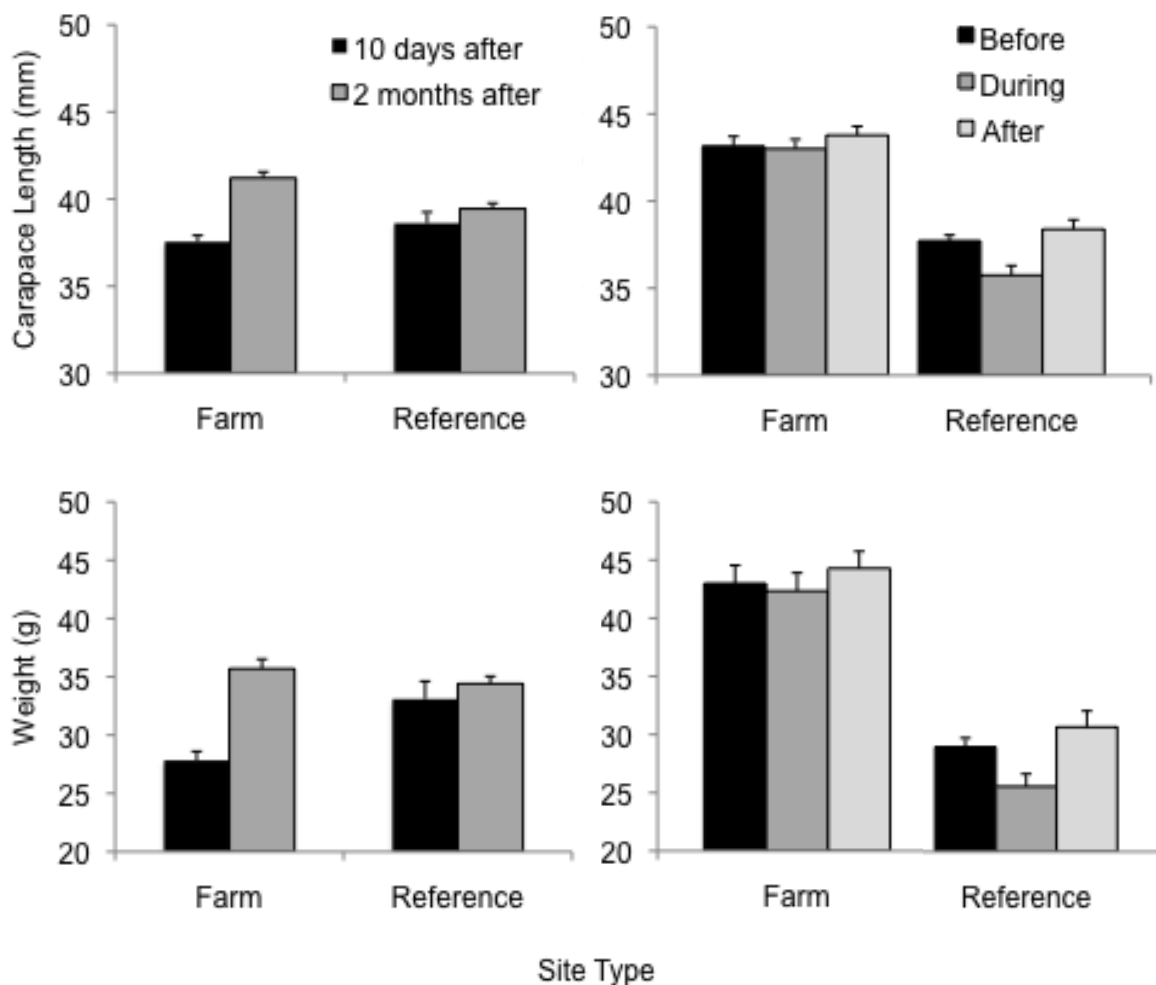 Carapace Length (mm)
50
45
40
35
30
10 days after
2 months after
Farm Reference
50
45
40
35
30
Before
During
After
Farm Reference
Weight (g)
50
45
40
35
30
25
20
Farm Reference
50
45
40
35
30
25
20
Farm Reference
Site Type